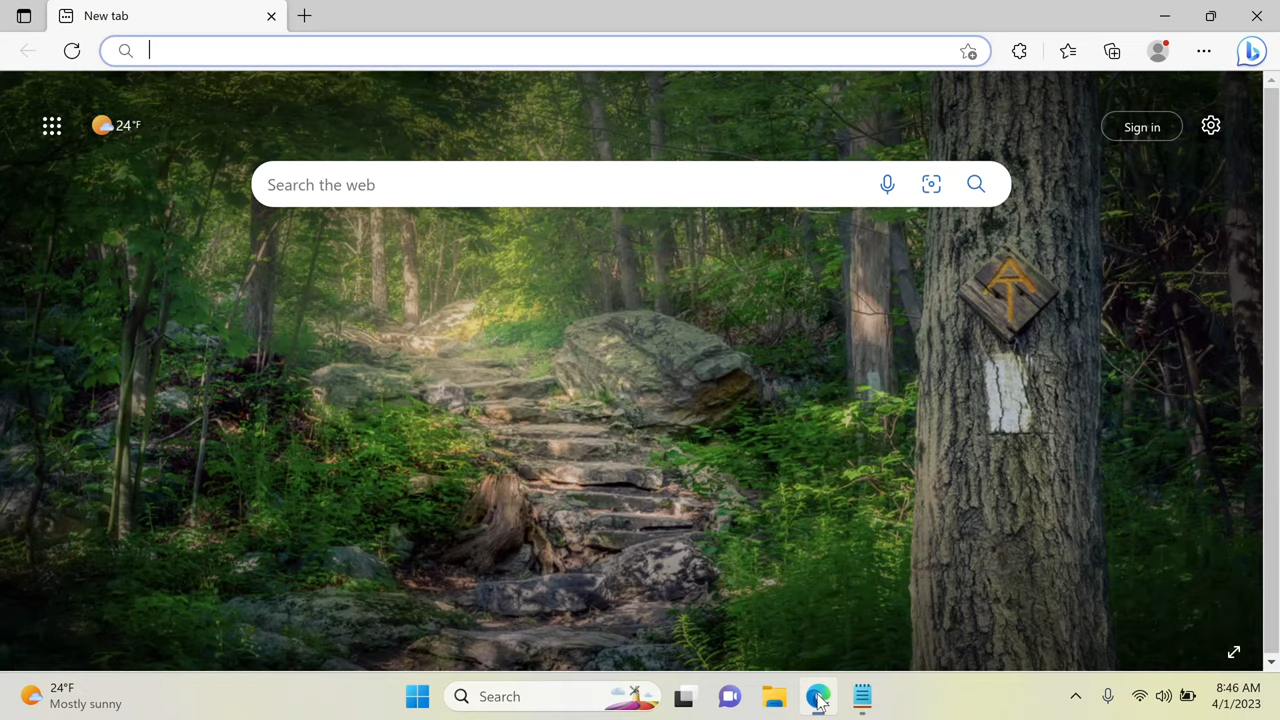 New tab
24°F
Sign in
Search the web
24°F
Mostly sunny
Search
8:46 AM
4/1/2023